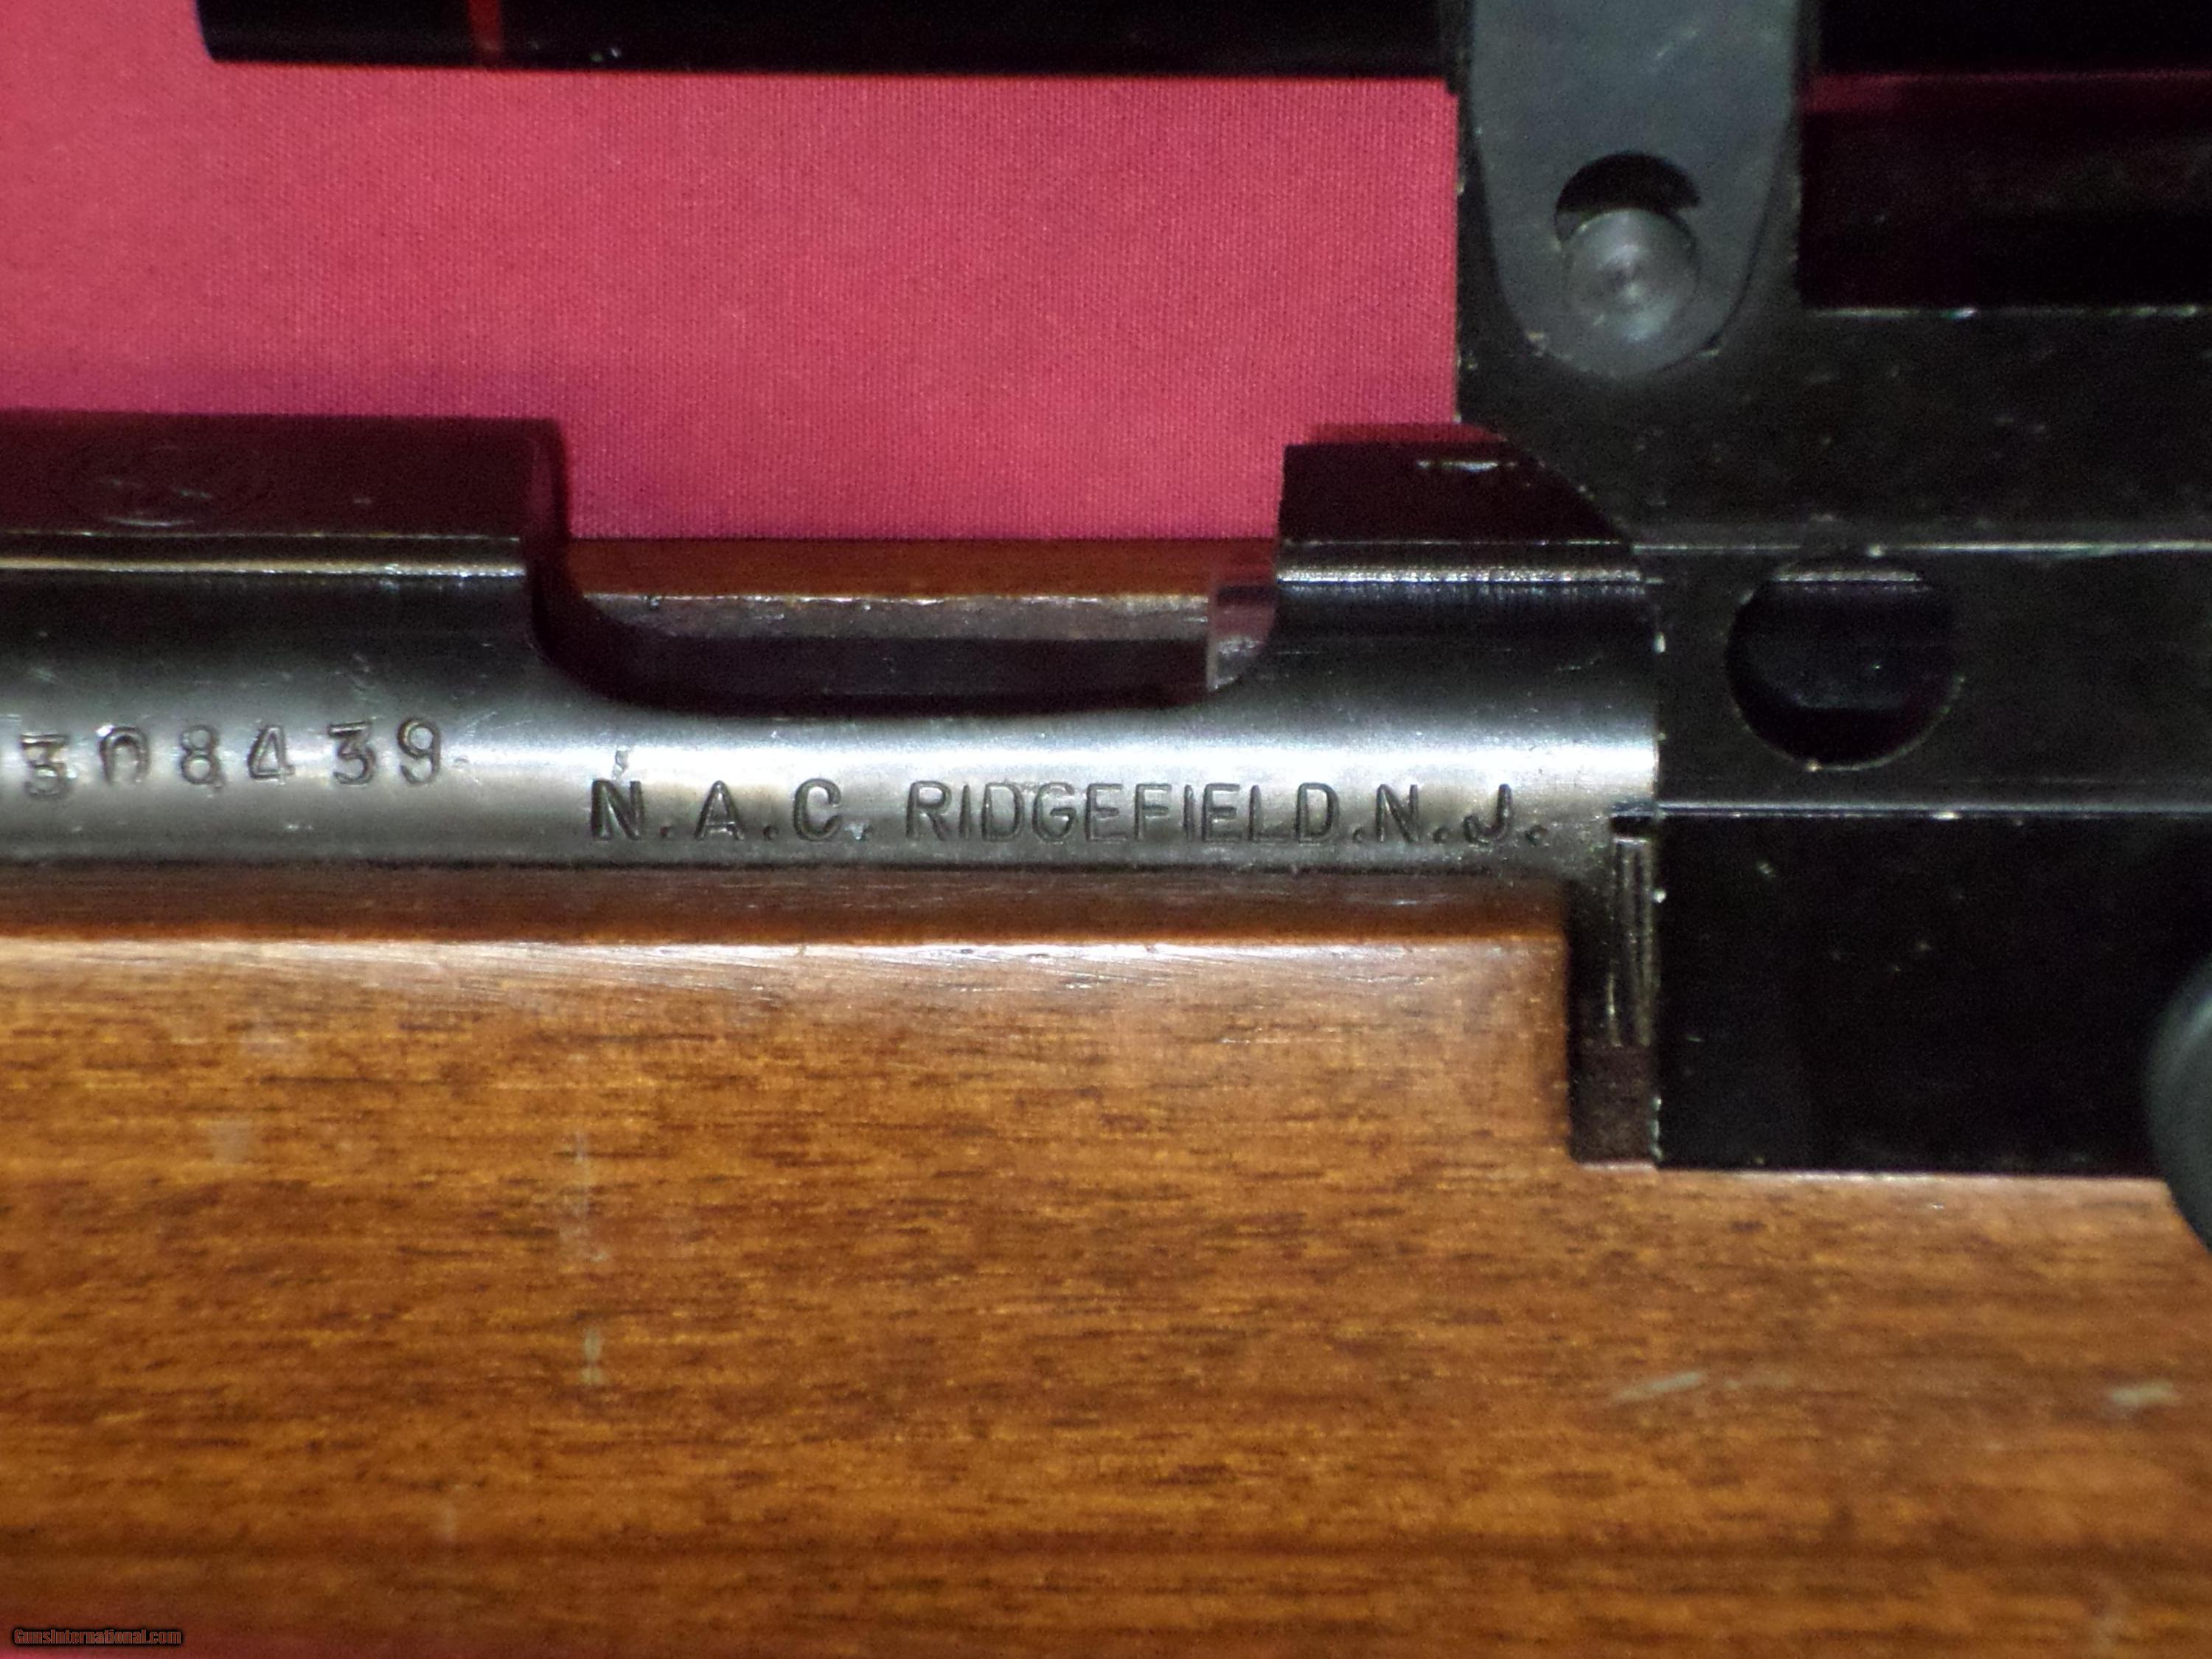 308439
N.A.C. RIDGEFIELD.N.J.
GunsInternational.com